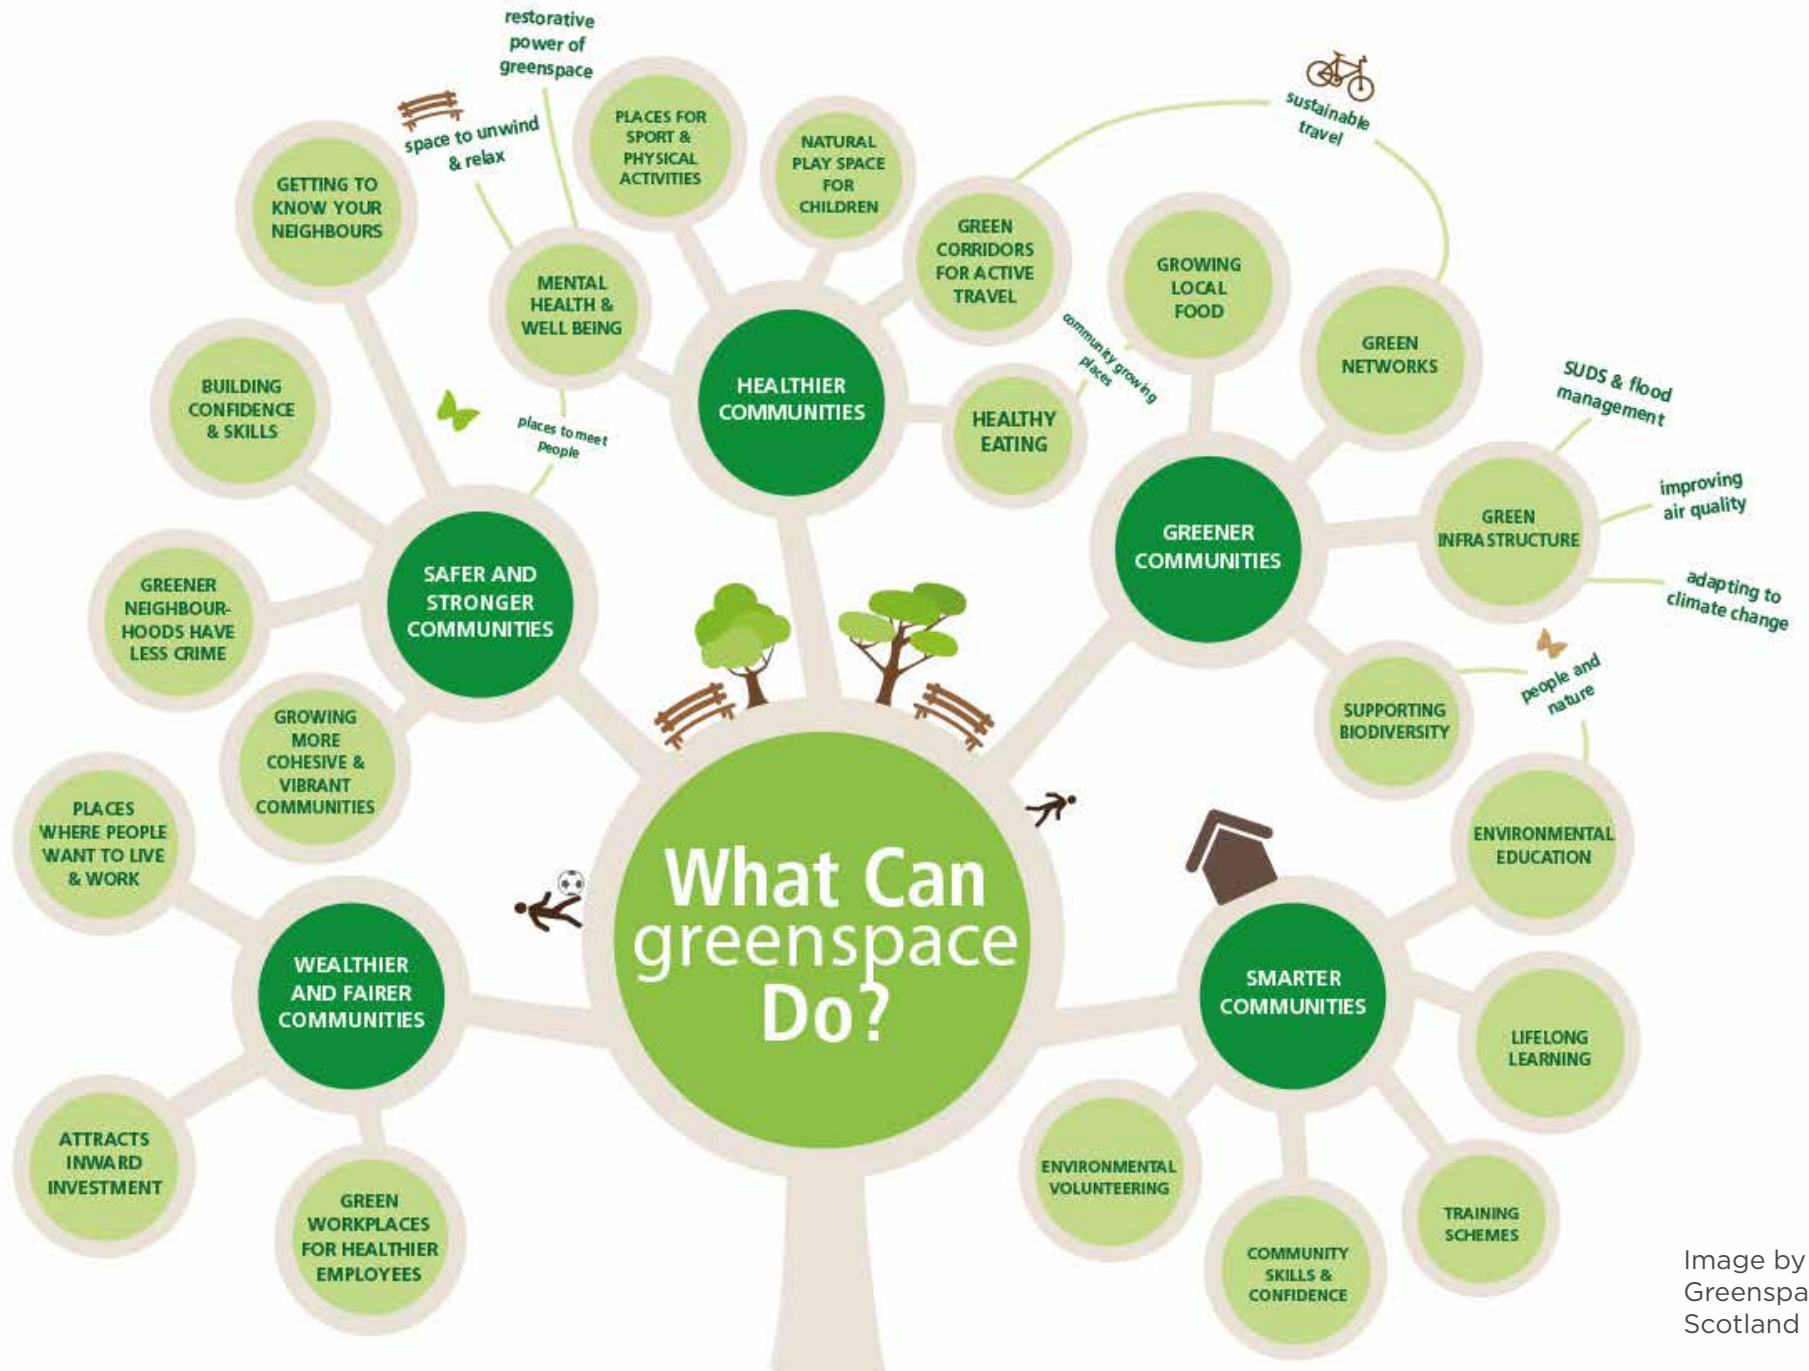 restorative
power of
greenspace
space to unwind
& relax
PLACES FOR
SPORT &
PHYSICAL
ACTIVITIES
NATURAL
PLAY SPACE
FOR
CHILDREN
sustainable
travel
GETTING TO
KNOW YOUR
NEIGHBOURS
MENTAL
HEALTH &
WELL BEING
GREEN
CORRIDORS
FOR ACTIVE
TRAVEL
GROWING
LOCAL
FOOD
GREEN
NETWORKS
community growing
places
BUILDING
CONFIDENCE
& SKILLS
places to meet
people
HEALTHIER
COMMUNITIES
HEALTHY
EATING
SUDS & flood
management
improving
air quality
GREEN
INFRASTRUCTURE
adapting to
climate change
GREENER
COMMUNITIES
SAFER AND
STRONGER
COMMUNITIES
GREENER
NEIGHBOUR-
HOODS HAVE
LESS CRIME
people and
nature
SUPPORTING
BIODIVERSITY
GROWING
MORE
COHESIVE &
VIBRANT
COMMUNITIES
PLACES
WHERE PEOPLE
WANT TO LIVE
& WORK
ENVIRONMENTAL
EDUCATION
What Can
greenspace
Do?
WEALTHIER
AND FAIRER
COMMUNITIES
SMARTER
COMMUNITIES
LIFELONG
LEARNING
ATTRACTS
INWARD
INVESTMENT
GREEN
WORKPLACES
FOR HEALTHIER
EMPLOYEES
ENVIRONMENTAL
VOLUNTEERING
COMMUNITY
SKILLS &
CONFIDENCE
TRAINING
SCHEMES
Image by
Greenspa
Scotland